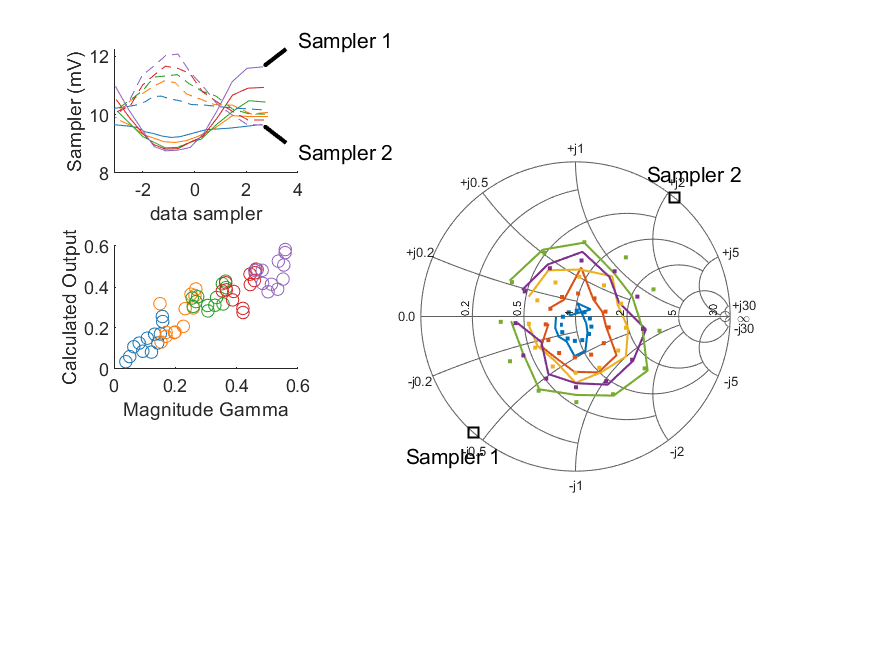 Sampler 1
12
10
8
Sampler (mV)
-2
0
2
4
data sampler
Sampler 2
0.6
0.4
0.2
0
Calculated Output
0
0.2
0.4
0.6
Magnitude Gamma
+j1
Sampler 2
+j2
+j0.5
+j0.2
+j5
0.0
0.2
0.5
1
2
5
30
+j30
∞
-j30
-j0.2
-j5
-j0.5
Sampler 1
-j2
-j1